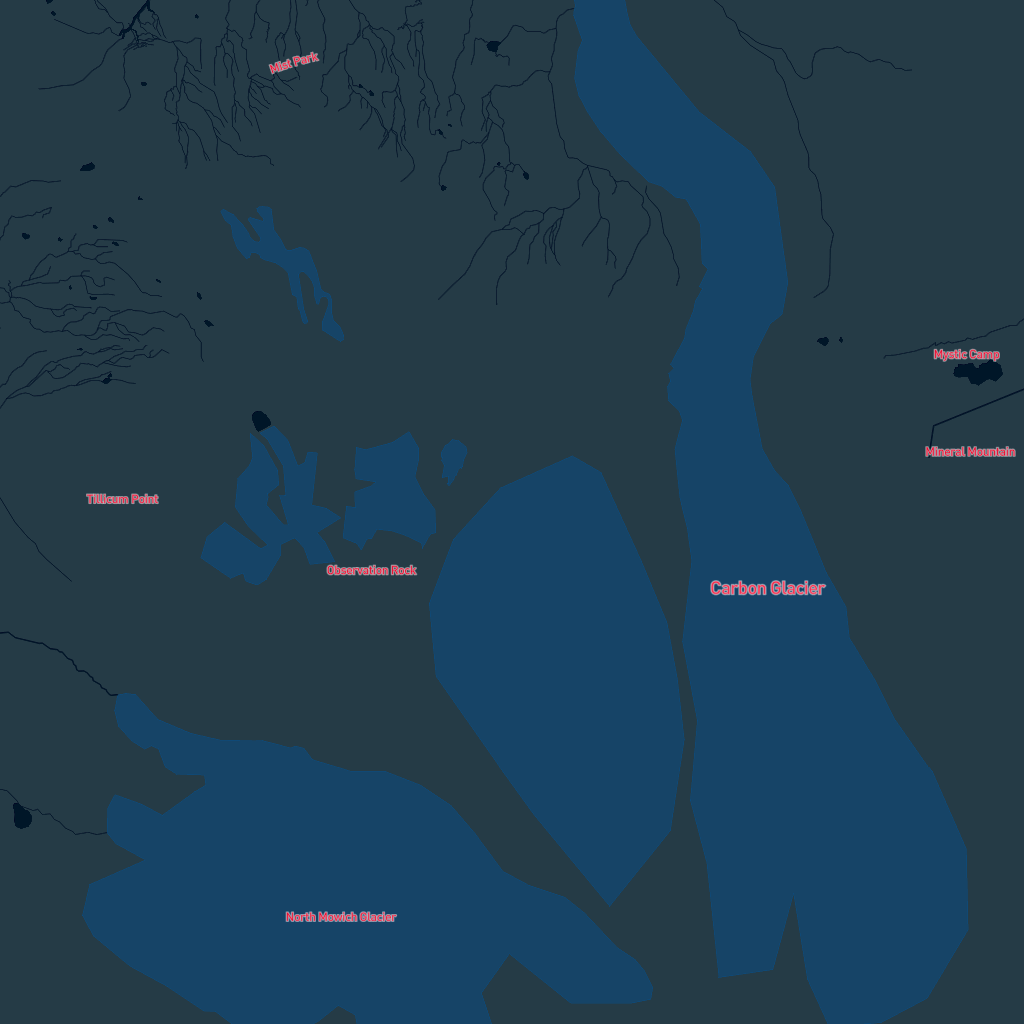 Mist Park
Mystic Camp
Mineral Mountain
Tillicum Point
Observation Rock
Carbon Glacier
North Mowich Glacier